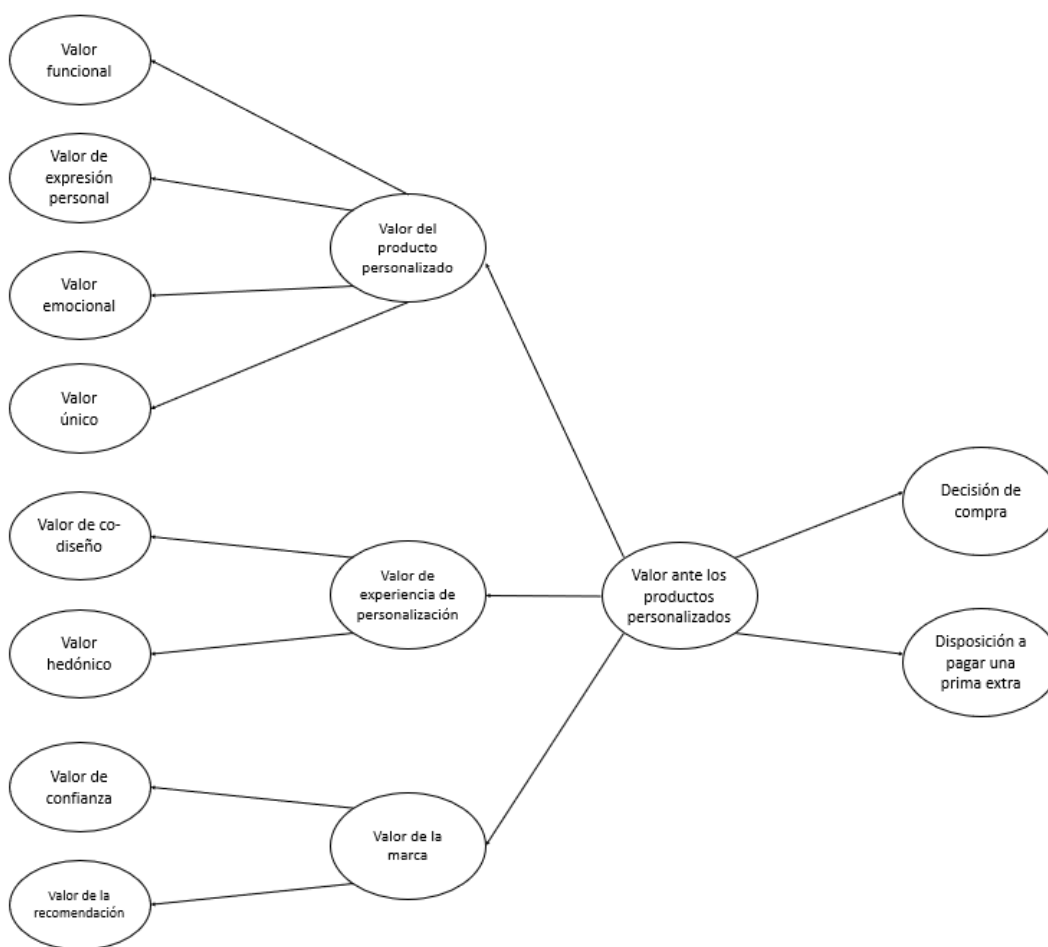 Valor
funcional
Valor de
expresión
personal
Valor
emocional
Valor
único
Valor de co-
diseño
Valor
hedónico
Valor de
confianza
Valor de la
recomendación
Valor del
producto
personalizado
Valor de
experiencia de
personalización
Valor de la
marca
Valor ante los
productos
personalizados
Decisión de
compra
Disposición a
pagar una
prima extra